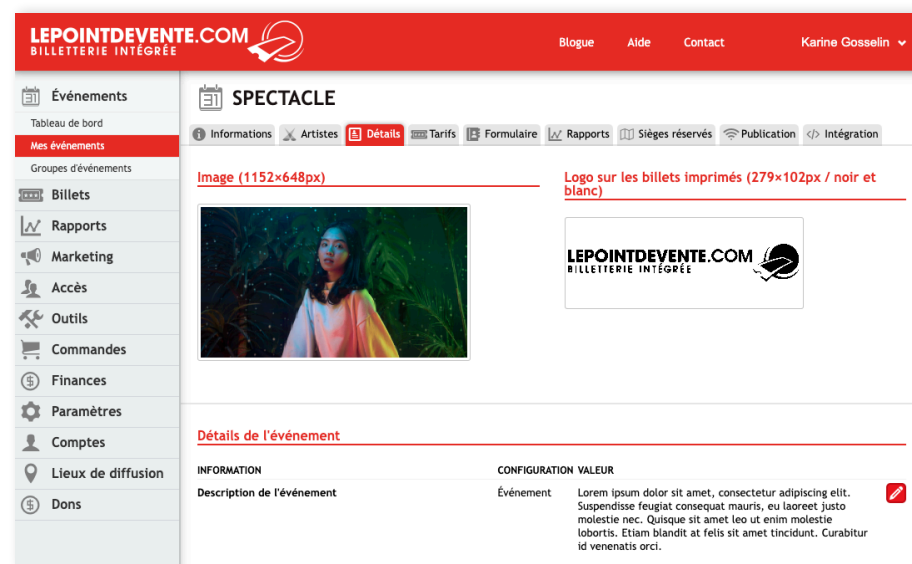 LEPOINTDEVENTE.COM
BILLETTERIE INTÉGRÉE
Blogue Aide Contact Karine Gosselin
31 Événements
Tableau de bord
Mes événements
Groupes d'événements
Billets
Rapports
Marketing
Accès
Outils
Commandes
Finances
Paramètres
Comptes
Lieux de diffusion
Dons
31 SPECTACLE
Informations Artistes Détails Tarifs Formulaire Rapports Sièges réservés Publication Intégration
Image (1152×648px)
Logo sur les billets imprimés (279×102px / noir et
blanc)
LEPOINTDEVENTE.COM
BILLETTERIE INTÉGRÉE
Détails de l'événement
INFORMATION CONFIGURATION VALEUR
Description de l'événement Événement Lorem ipsum dolor sit amet, consectetur adipiscing elit.
Suspendisse feugiat consequat mauris, eu laoreet justo
molestie nec. Quisque sit amet leo ut enim molestie
lobortis. Etiam blandit at felis sit amet tincidunt. Curabitur
id venenatis orci.